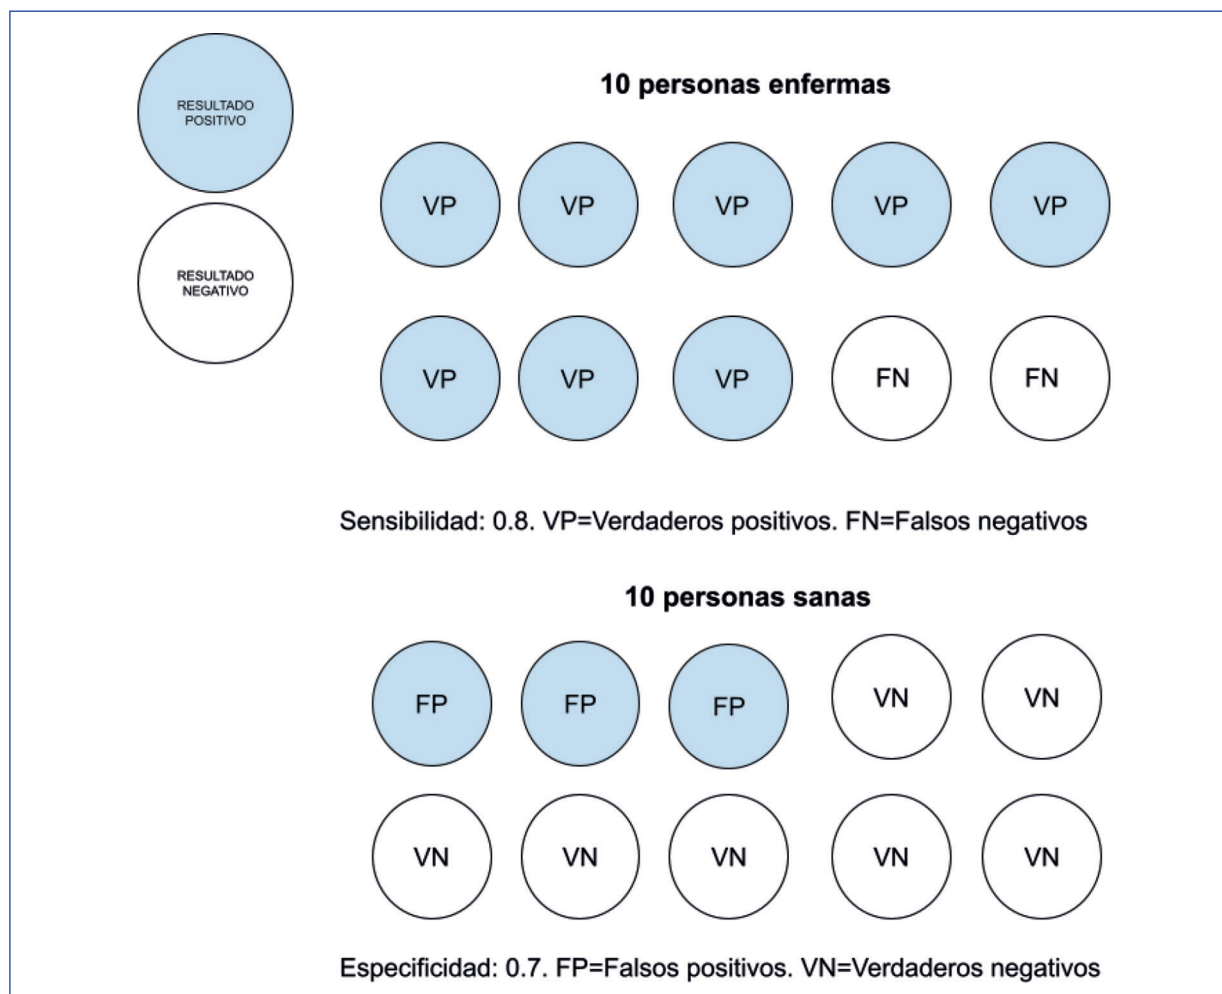 RESULTADO
POSITIVO
RESULTADO
NEGATIVO
10 personas enfermas
VP VP VP VP VP
VP VP VP FN FN
Sensibilidad: 0.8. VP=Verdaderos positivos. FN=Falsos negativos
10 personas sanas
FP FP FP VN VN
VN VN VN VN VN
Especificidad: 0.7. FP=Falsos positivos. VN=Verdaderos negativos